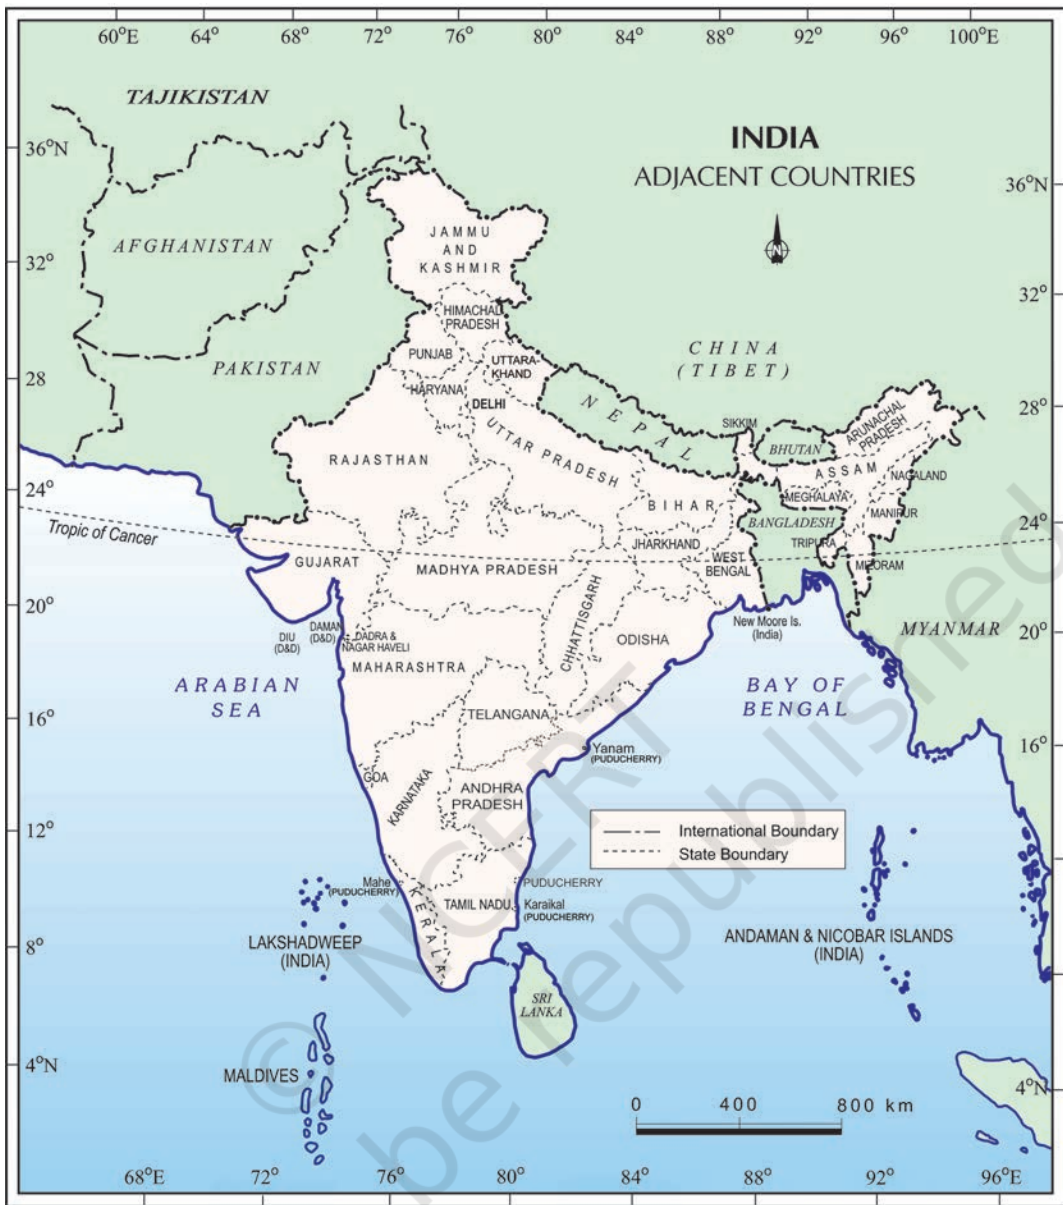 60°E 64° 68° 72° 76° 80° 84° 88° 92° 96° 100°E
TAJIKISTAN
INDIA
ADJACENT COUNTRIES
N
36°N
36°N
AFGHANISTAN
JAMMU
AND
KASHMIR
32°
32°
HIMACHAL
PRADESH
PAKISTAN
PUNJAB
UTTARA-
KHAND
CHINA
(TIBET)
28°
28°
HARYANA
DELHI
NEPAL
SIKKIM
BHUTAN
ARUNACHAL
PRADESH
RAJASTHAN
UTTAR PRADESH
ASSAM
NAGALAND
24°
24°
BIHAR
MEGHALAYA
MANIPUR
BANGLADESH
Tropic of Cancer
JHARKHAND
TRIPURA
GUJARAT
MADHYA PRADESH
WEST
BENGAL
MIZORAM
20°
20°
CHHATTISGARH
DIU
(D&D)
DAMAN
(D&D)
DADRA &
NAGAR HAVELI
ODISHA
New Moore Is.
(India)
MYANMAR
MAHARASHTRA
ARABIAN
SEA
BAY OF
BENGAL
16°
16°
TELANGANA
Yanam
(PUDUCHERRY)
GOA
KARNATAKA
ANDHRA
PRADESH
12°
12°
International Boundary
State Boundary
Mahe
(PUDUCHERRY)
PUDUCHERRY
KERALA
TAMIL NADU
Karaikal
(PUDUCHERRY)
LAKSHADWEEP
(INDIA)
ANDAMAN & NICOBAR ISLANDS
(INDIA)
8°
8°
SRI
LANKA
4°N
4°N
MALDIVES
0 400 800 km
68°E 72° 76° 80° 84° 88° 92° 96°E
© NCERT
be republished